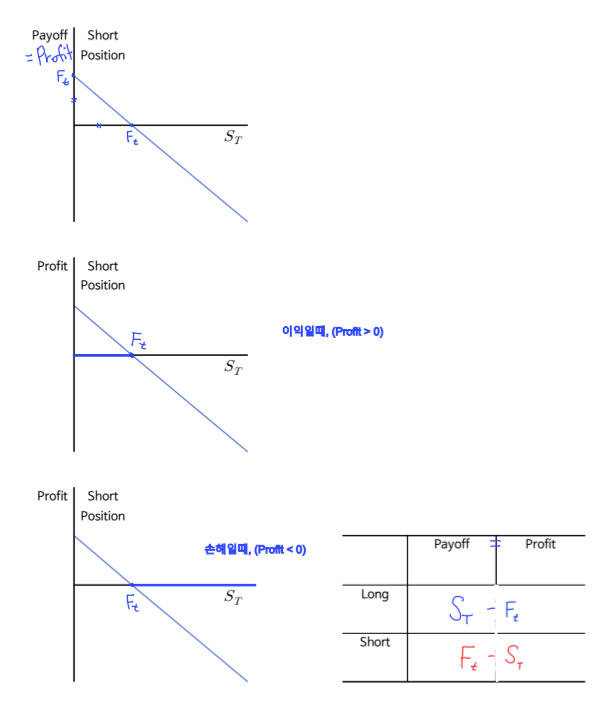 Payoff Short
= Profit Position
F_t
F_t
S_T
Profit Short
Position
F_t
S_T
이익일때, (Profit > 0)
Profit Short
Position
손해일때, (Profit < 0)
F_t
S_T
Payoff = Profit
Long S_T - F_t
Short F_t - S_T